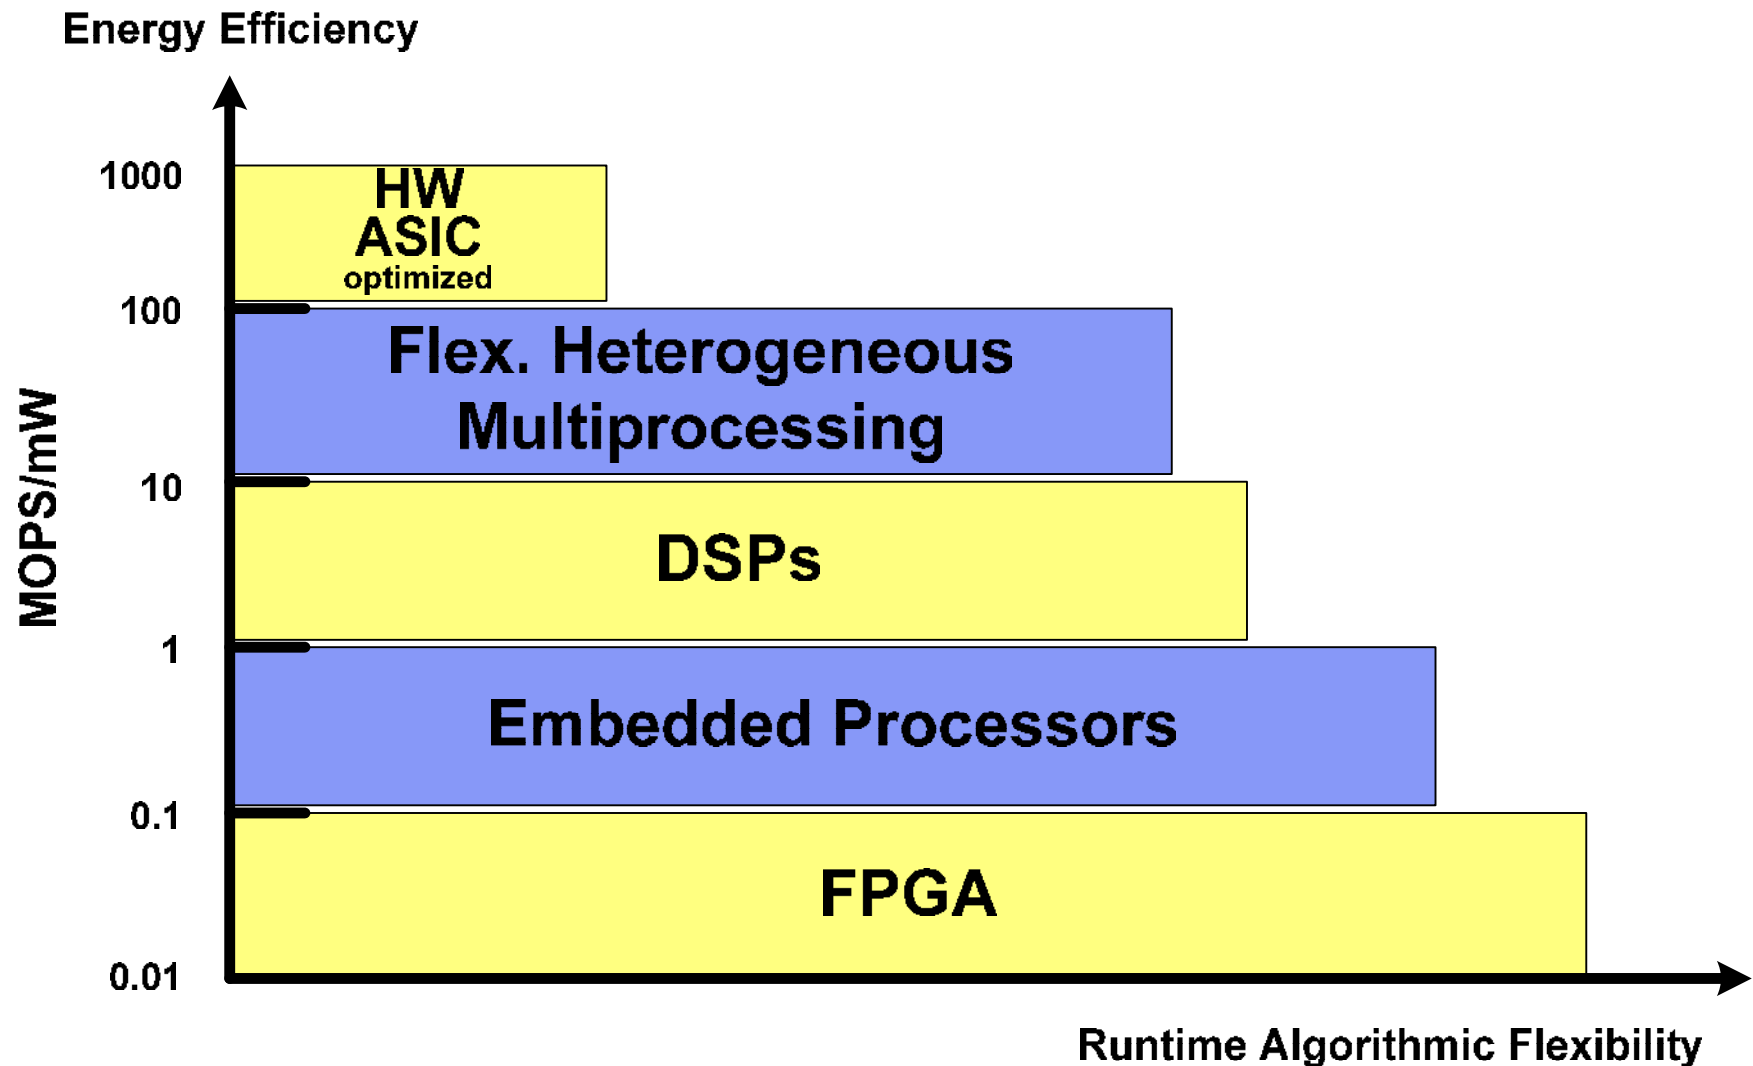 Energy Efficiency
1000
HW
ASIC
optimized
100
Flex. Heterogeneous
Multiprocessing
MOPS/mW
10
DSPs
1
Embedded Processors
0.1
FPGA
0.01
Runtime Algorithmic Flexibility